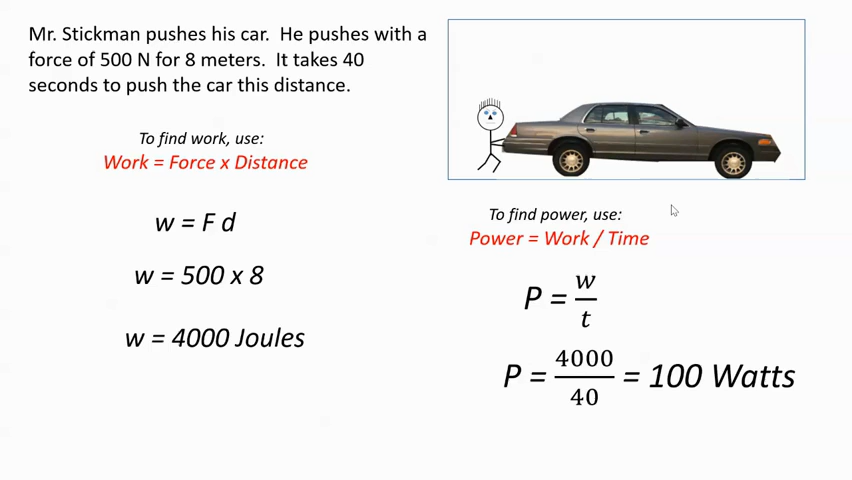 Mr. Stickman pushes his car.  He pushes with a
force of 500 N for 8 meters.  It takes 40
seconds to push the car this distance.
To find work, use:
Work = Force x Distance
w = F d
w = 500 x 8
w = 4000 Joules
To find power, use:
Power = Work / Time
P = w/t
P = 4000/40 = 100 Watts